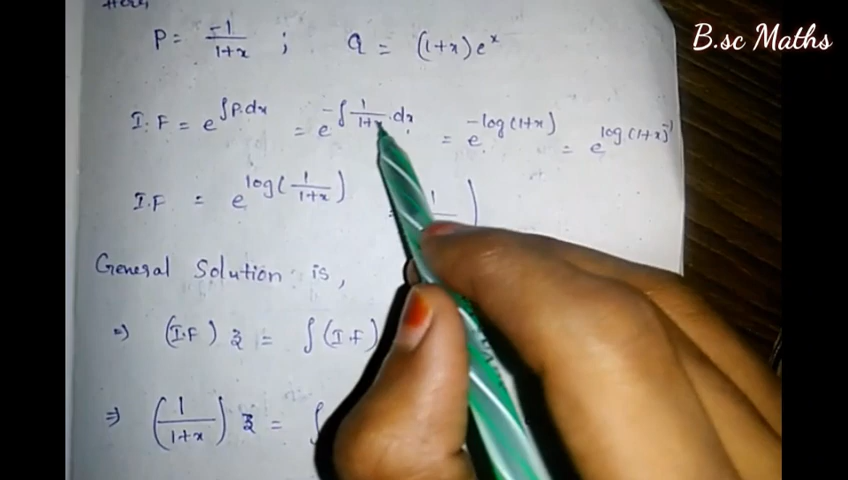 B.sc Maths
P = -1/(1+x) ; Q = (1+x)e^x
I.F = e^∫P.dx = e^-∫1/(1+x).dx = e^-log(1+x) = e^log(1+x)^-1
I.F = e^log(1/(1+x)) = 1
General Solution is,
⇒ (I.F) z = ∫(I.F)
⇒ (1/(1+x)) z = ∫